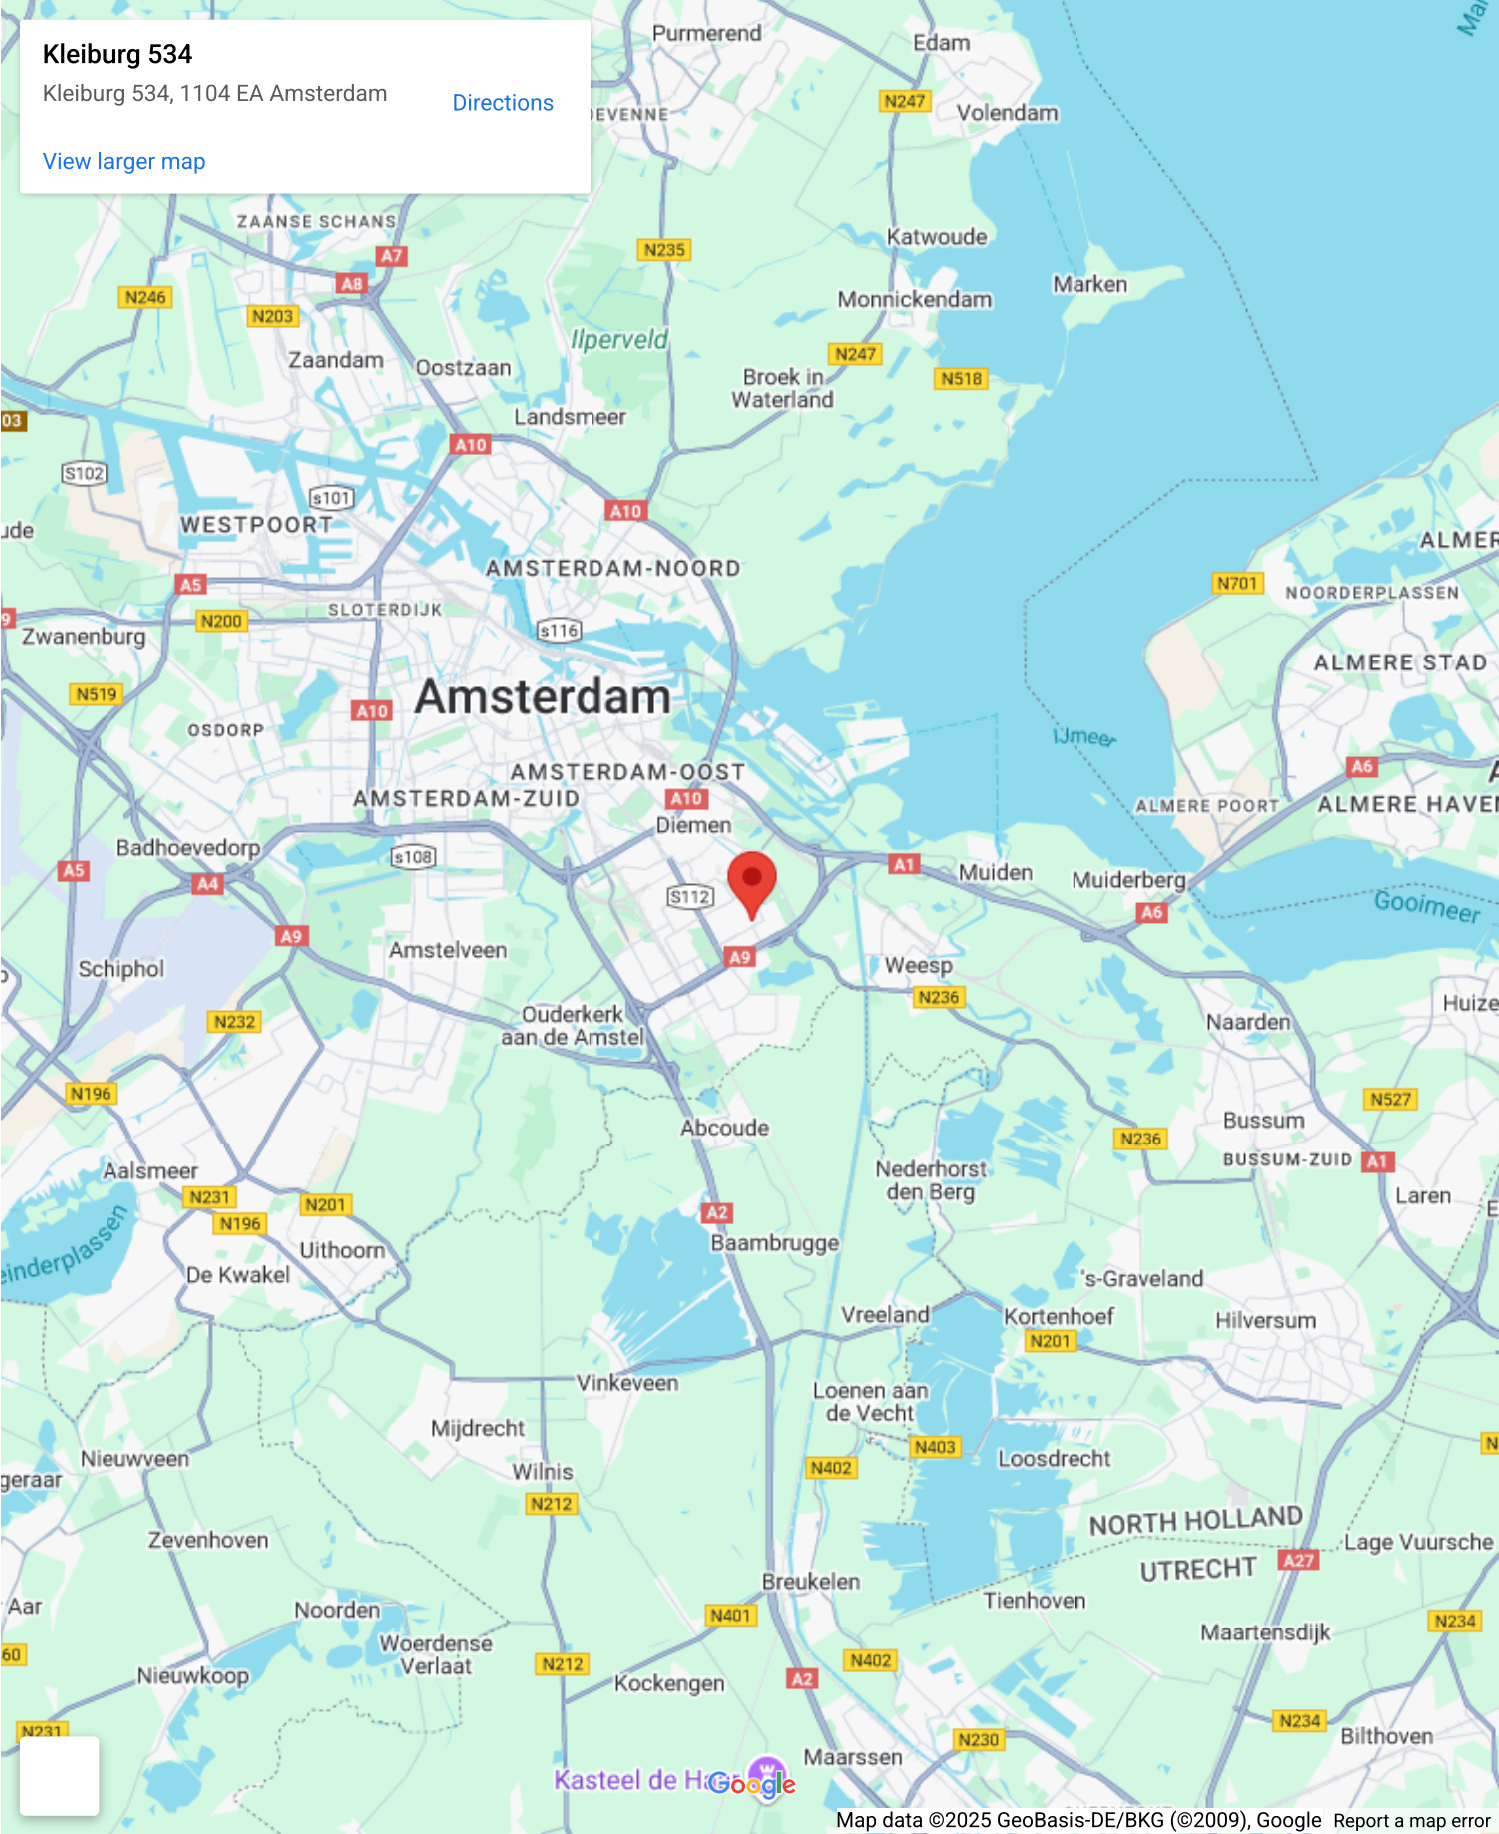 Kleiburg 534
Kleiburg 534, 1104 EA Amsterdam
Directions
View larger map
Purmerend
Edam
N247
Volendam
ZAANSE SCHANS
A7
N235
Katwoude
A8
Marken
N246
N203
Monnickendam
Ilperveld
Zaandam
Oostzaan
N247
Broek in
Waterland
N518
Landsmeer
03
A10
S102
s101
A10
WESTPOORT
AMSTERDAM-NOORD
A5
N701
NOORDERPLASSEN
SLOTERDIJK
N200
9
Zwanenburg
s116
ALMERE STAD
N519
Amsterdam
A10
OSDORP
IJmeer
AMSTERDAM-OOST
A6
AMSTERDAM-ZUID
A10
ALMERE POORT
ALMERE HAVEN
Diemen
Badhoevedorp
s108
A5
A4
A1
Muiden
Muiderberg
S112
Gooimeer
A6
A9
Amstelveen
A9
Schiphol
Weesp
N236
Ouderkerk
aan de Amstel
N232
Naarden
N196
N527
Abcoude
Bussum
N236
BUSSUM-ZUID
A1
Aalsmeer
Nederhorst
den Berg
N231
N201
Laren
N196
A2
Baambrugge
Uithoorn
De Kwakel
's-Graveland
Vreeland
Kortenhoef
Hilversum
N201
Vinkeveen
Loenen aan
de Vecht
Mijdrecht
N403
Nieuwveen
Loosdrecht
N402
Wilnis
N212
NORTH HOLLAND
Zevenhoven
Lage Vuursche
A27
UTRECHT
Breukelen
Tienhoven
Noorden
N401
N234
Maartensdijk
Woerdense
Verlaat
60
N212
N402
Nieuwkoop
Kockengen
A2
N231
N234
N230
Bilthoven
Maarssen
Kasteel de Haar
Google
Map data ©2025 GeoBasis-DE/BKG (©2009), Google
Report a map error